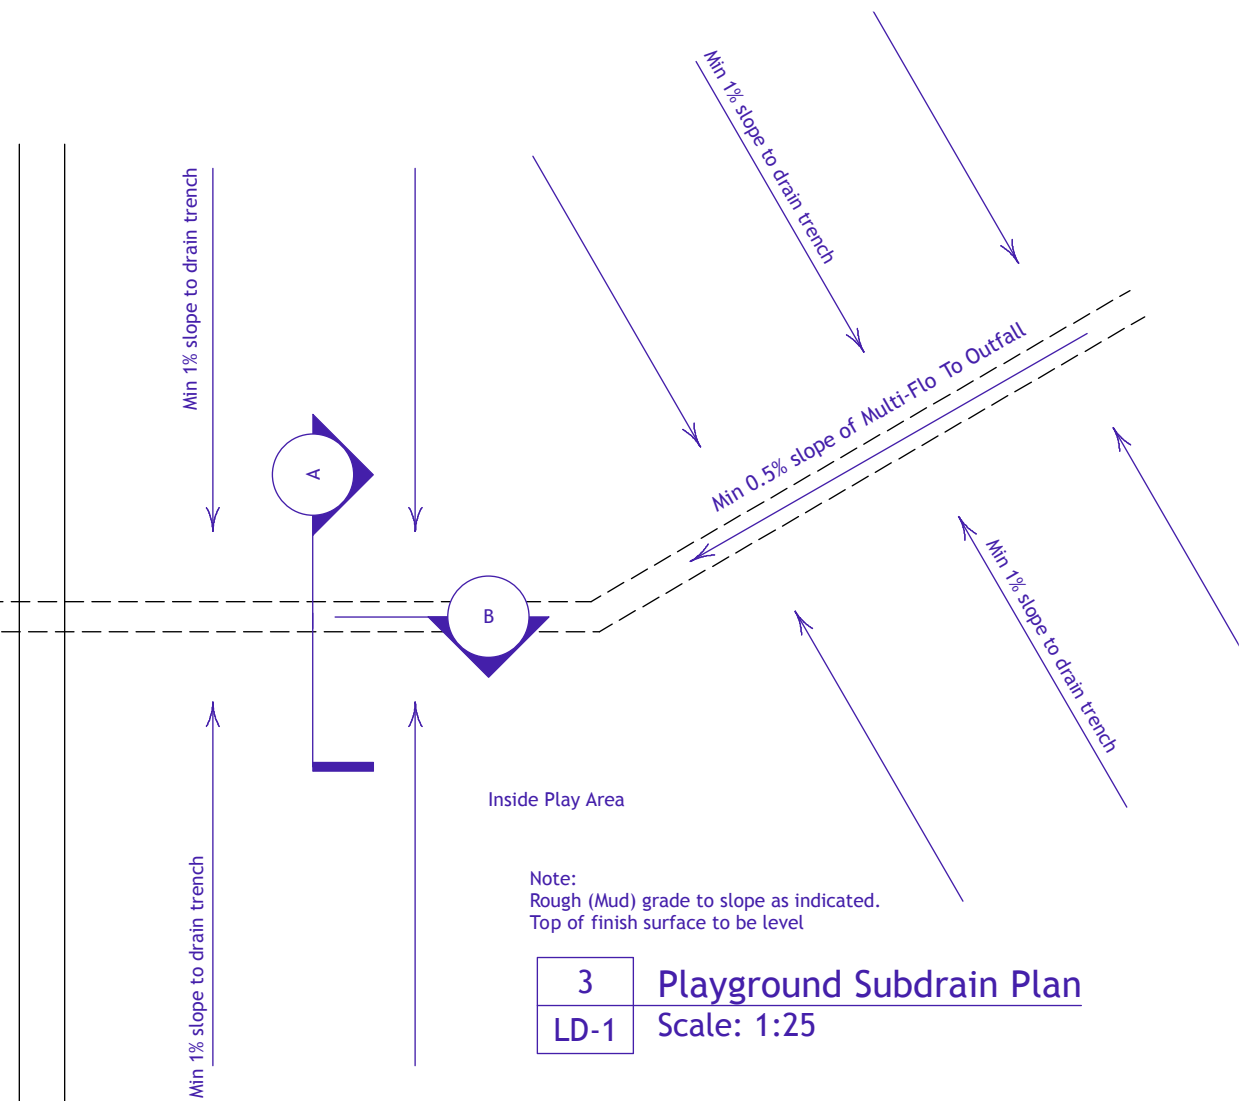 Min 1% slope to drain trench
Min 1% slope to drain trench
Min 0.5% slope of Multi-Flo To Outfall
A
B
Min 1% slope to drain trench
Inside Play Area
Min 1% slope to drain trench
Note:
Rough (Mud) grade to slope as indicated.
Top of finish surface to be level
3
Playground Subdrain Plan
LD-1
Scale: 1:25